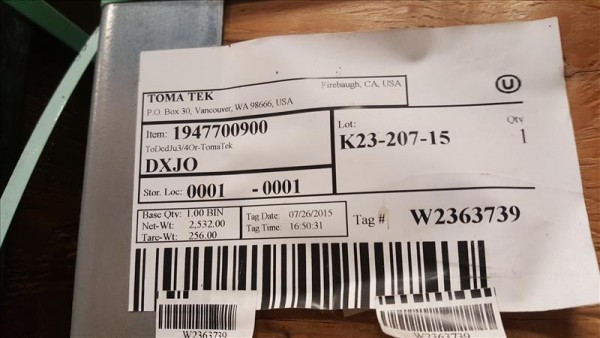 TOMA TEK
P.O. Box 30, Vancouver, WA 98666, USA
Firebaugh, CA, USA
U
Item: 1947700900
ToDcdJu3/4Or-TomaTek
DXJO
Lot:
K23-207-15
Qty
1
Stor. Loc: 0001 -0001
Base Qty: 1.00 BIN
Net-Wt: 2,532.00
Tare-Wt: 256.00
Tag Date: 07/26/2015
Tag Time: 16:50:31
Tag # W2363739
W2363739
W2363739